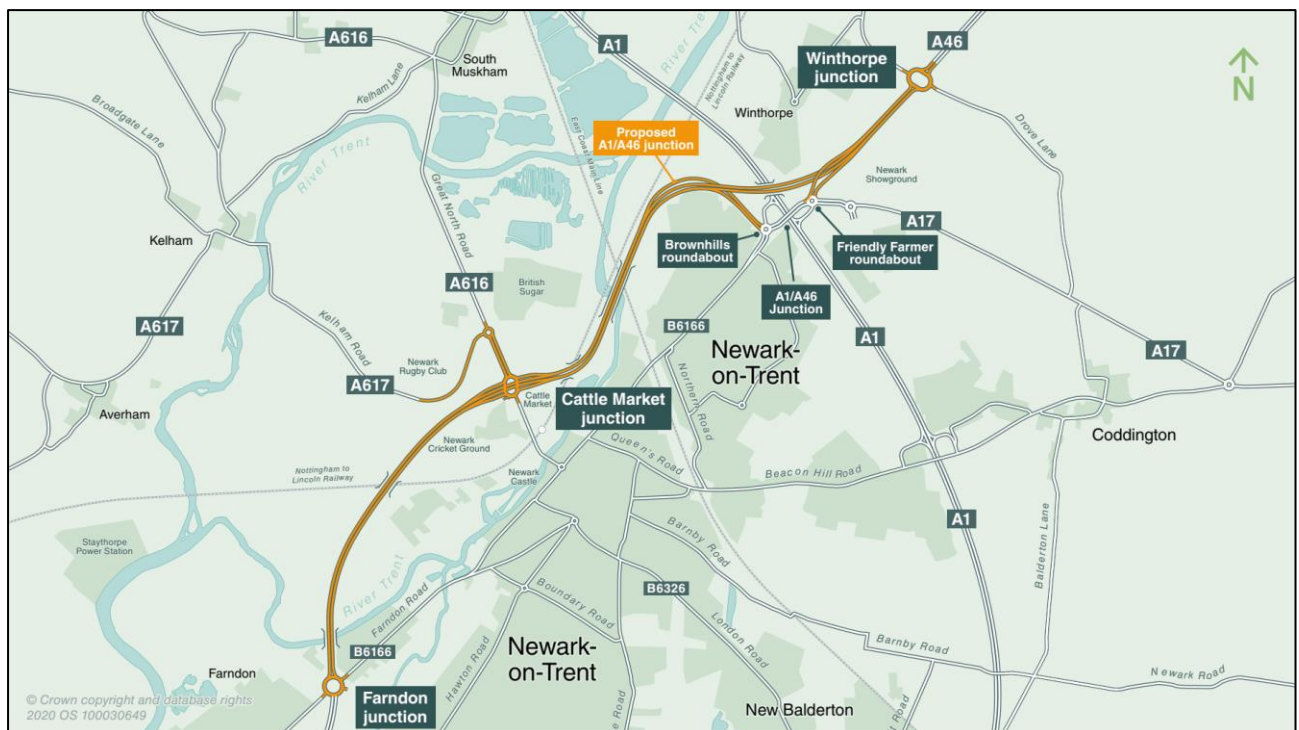 A616
South
Muskham
A1
River Trent
Nottingham to
Lincoln Railway
Winthorpe
junction
A46
N
Kelham Lane
Broadgate Lane
River Trent
Winthorpe
Drove Lane
Proposed
A1/A46 junction
East Coast Main Line
Great North Road
Newark
Showground
A17
Kelham
Brownhills
roundabout
Friendly Farmer
roundabout
A616
British
Sugar
A1/A46
Junction
A617
Kelham Road
B6166
A1
Newark-
on-Trent
A17
Newark
Rugby Club
A617
Cattle
Market
Cattle Market
junction
Northern Road
Averham
Newark
Cricket Ground
Queen's Road
Coddington
Nottingham to
Lincoln Railway
Newark
Castle
Beacon Hill Road
A1
Staythorpe
Power Station
Barnby Road
Balderton Lane
River Trent
Farndon Road
B6326
Boundary Road
London Road
Barnby Road
B6166
Hawton Road
Newark-
on-Trent
Newark Road
Farndon
Farndon
junction
New Balderton
Road
© Crown copyright and database rights
2020 OS 100030649